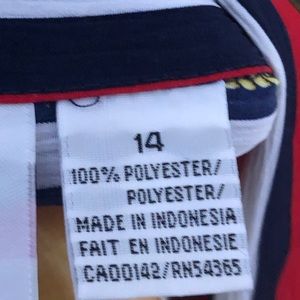 14
100% POLYESTER/
POLYESTER/
MADE IN INDONESIA
FAIT EN INDONESIE
CA00142/RN54365